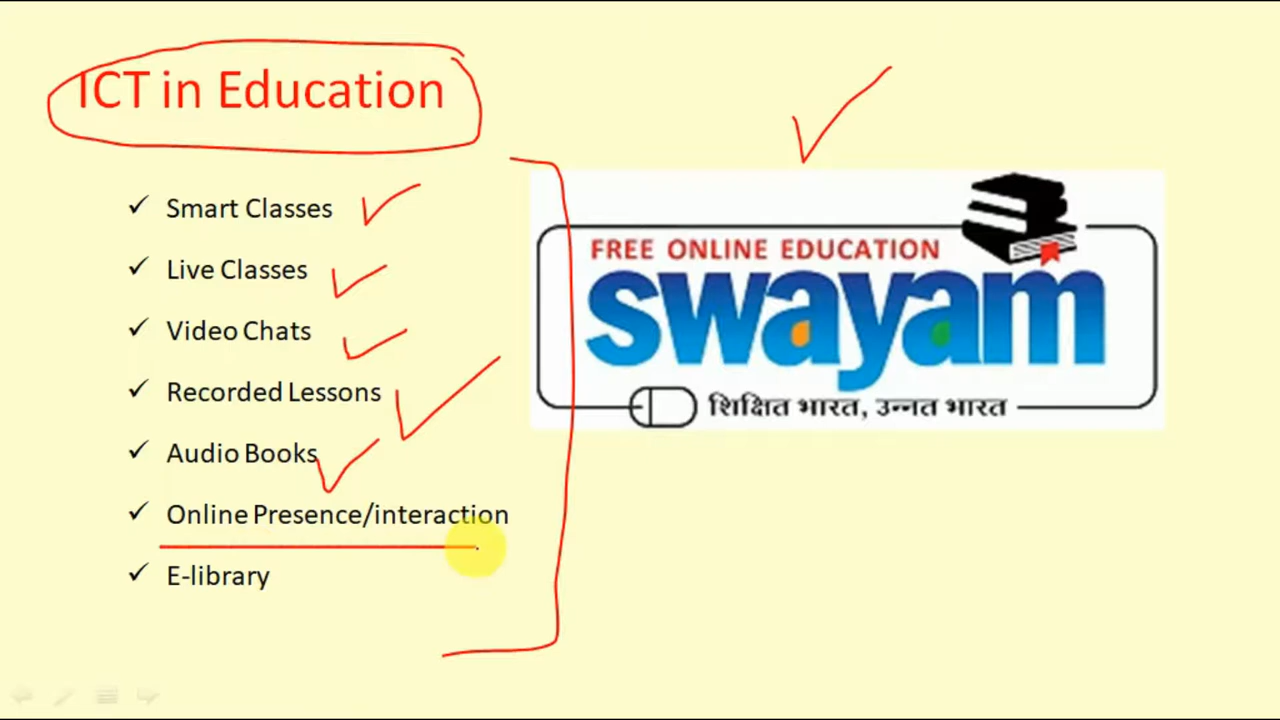 ICT in Education
Smart Classes
Live Classes
Video Chats
Recorded Lessons
Audio Books
Online Presence/interaction
E-library
FREE ONLINE EDUCATION
swayam
शिक्षित भारत, उन्नत भारत